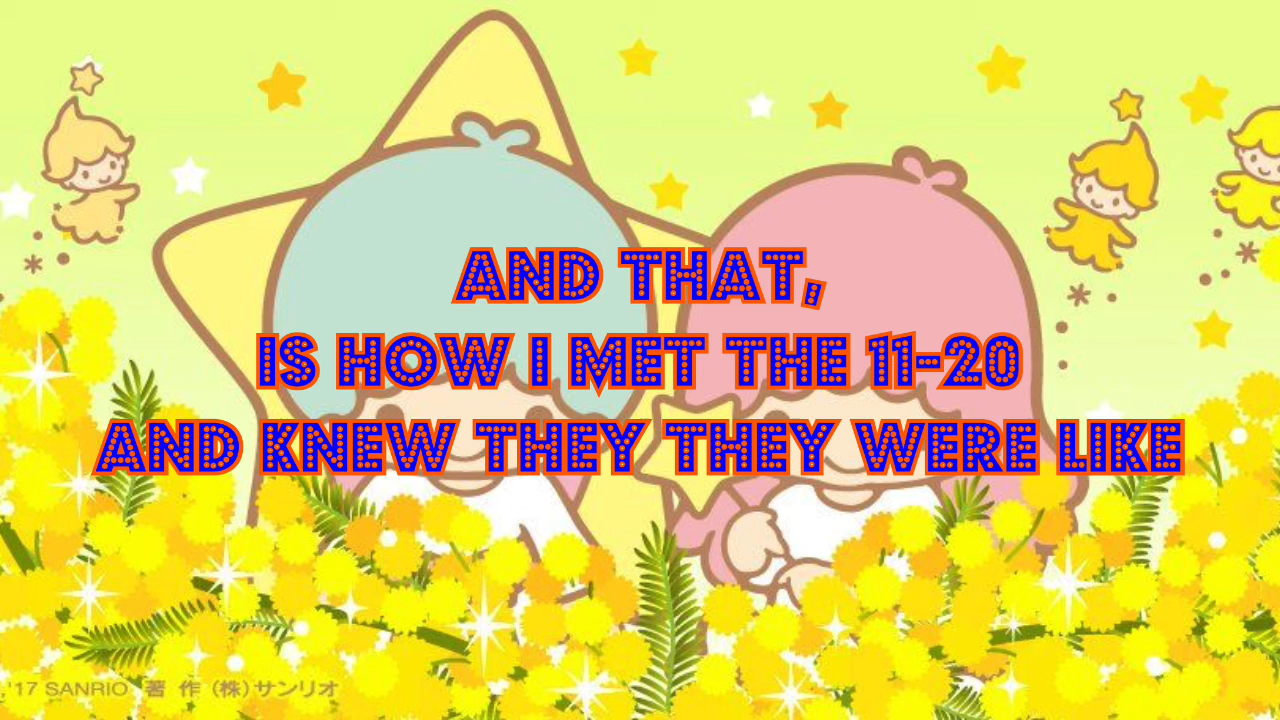 AND THAT,
IS HOW I MET THE 11-20
AND KNEW THEY THEY WERE LIKE
,'17 SANRIO 著 作 (株) サンリオ